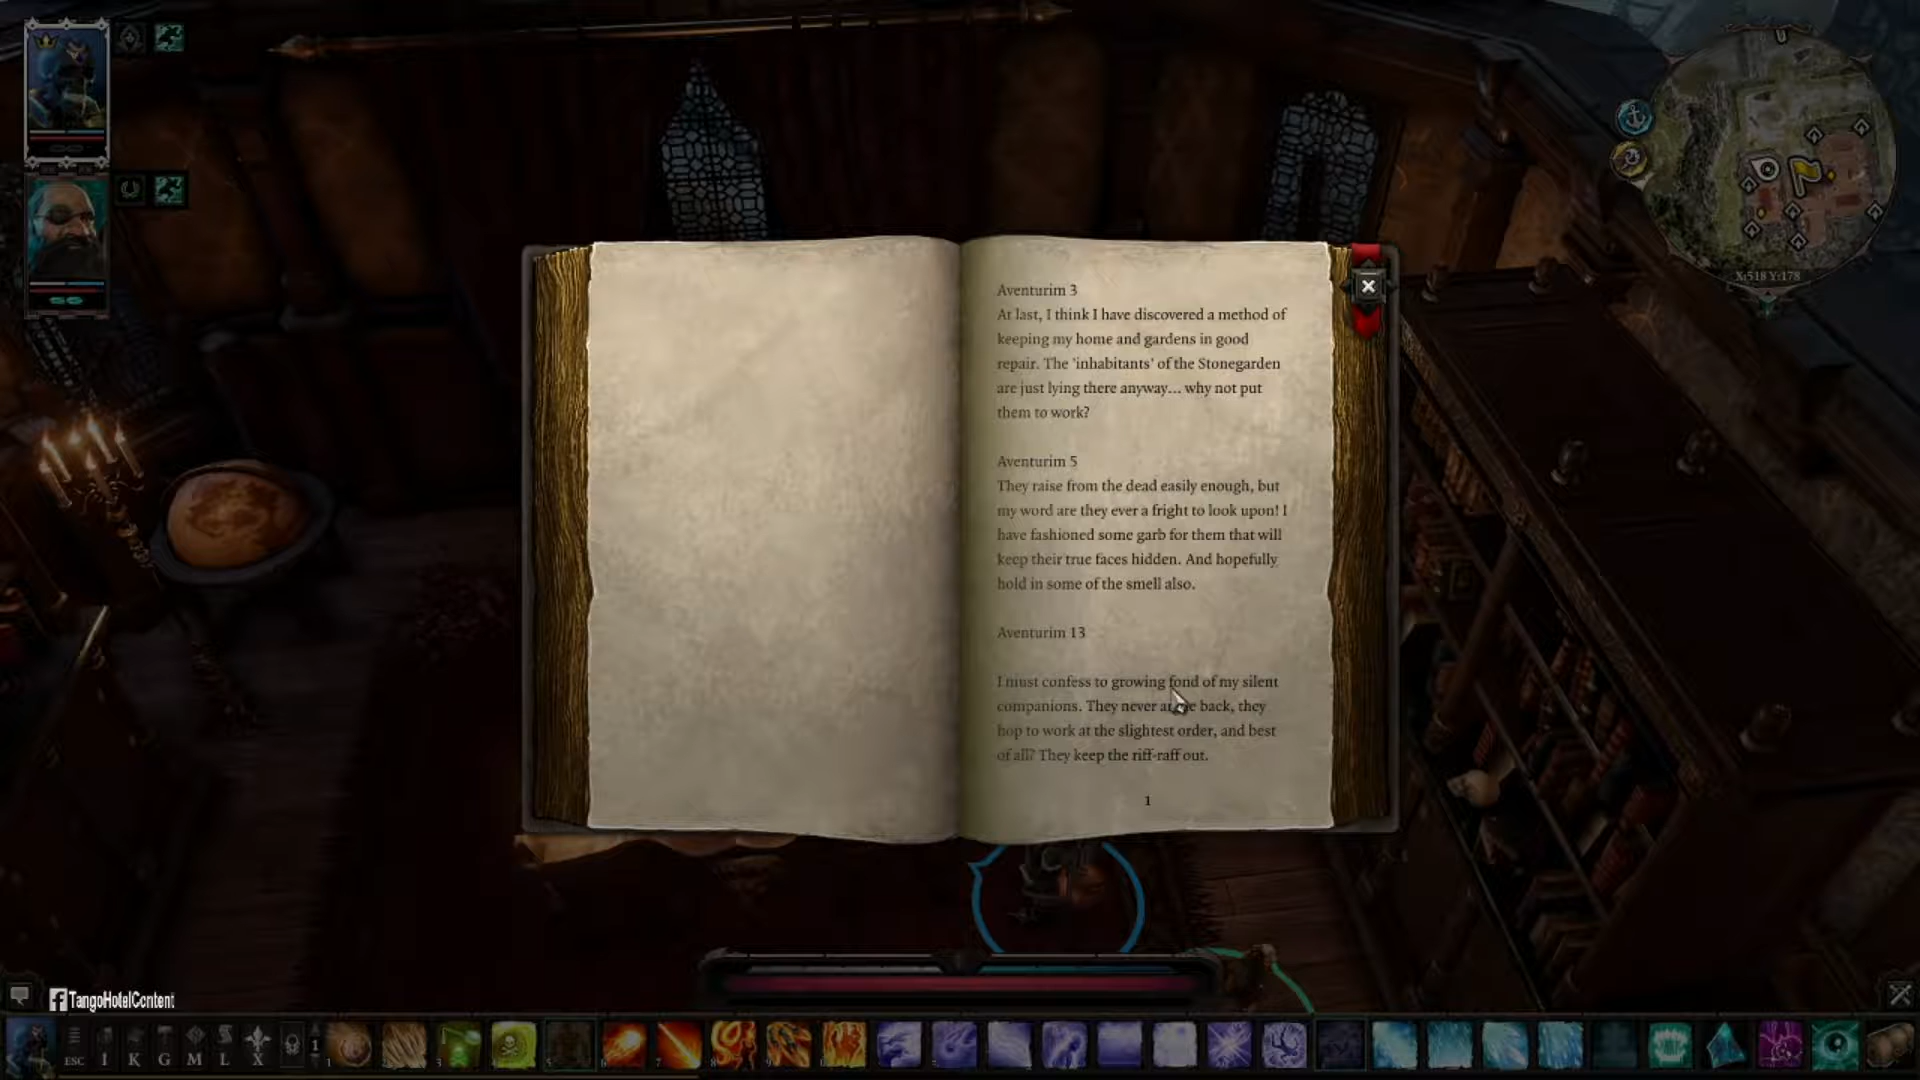 X:518 Y:178
Aventurim 3
At last, I think I have discovered a method of
keeping my home and gardens in good
repair. The 'inhabitants' of the Stonegarden
are just lying there anyway... why not put
them to work?
Aventurim 5
They raise from the dead easily enough, but
my word are they ever a fright to look upon! I
have fashioned some garb for them that will
keep their true faces hidden. And hopefully
hold in some of the smell also.
Aventurim 13
I must confess to growing fond of my silent
companions. They never back, they
hop to work at the slightest order, and best
of all? They keep the riff-raff out.
1
TangoHotelContent
ESC I K G M L X 1